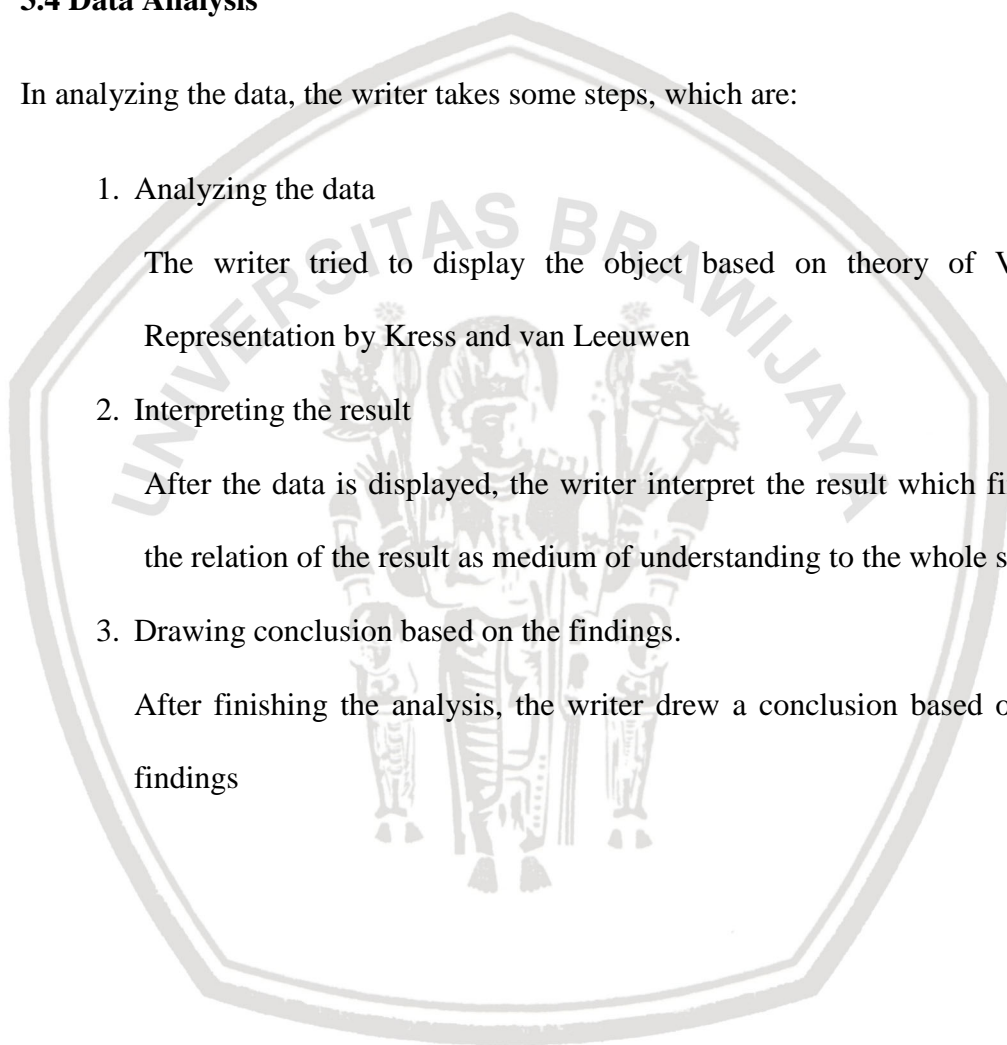 3.4 Data Analysis
In analyzing the data, the writer takes some steps, which are:
1. Analyzing the data
The writer tried to display the object based on theory of
Representation by Kress and van Leeuwen
2. Interpreting the result
After the data is displayed, the writer interpret the result which
the relation of the result as medium of understanding to the whole
3. Drawing conclusion based on the findings.
After finishing the analysis, the writer drew a conclusion based
findings
UNIVERSITAS BRAWIJAYA